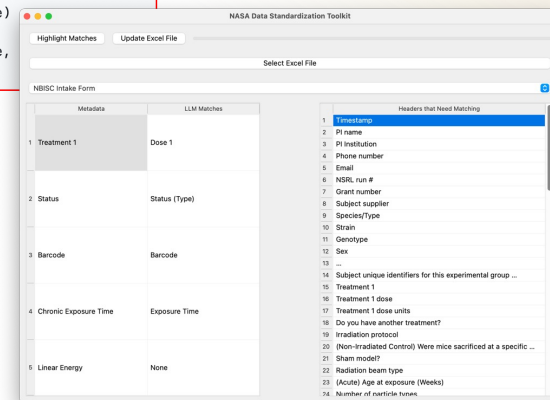 e)
e,
NASA Data Standardization Toolkit
Highlight Matches Update Excel File
Select Excel File
NBISC Intake Form
Metadata LLM Matches
1 Treatment 1 Dose 1
2 Status Status (Type)
3 Barcode Barcode
4 Chronic Exposure Time Exposure Time
5 Linear Energy None
Headers that Need Matching
1 Timestamp
2 PI name
3 PI Institution
4 Phone number
5 Email
6 NSRL run #
7 Grant number
8 Subject supplier
9 Species/Type
10 Strain
11 Genotype
12 Sex
13 ...
14 Subject unique identifiers for this experimental group ...
15 Treatment 1
16 Treatment 1 dose
17 Treatment 1 dose units
18 Do you have another treatment?
19 Irradiation protocol
20 (Non-Irradiated Control) Were mice sacrificed at a specific ...
21 Sham model?
22 Radiation beam type
23 (Acute) Age at exposure (Weeks)
24 Number of particle types